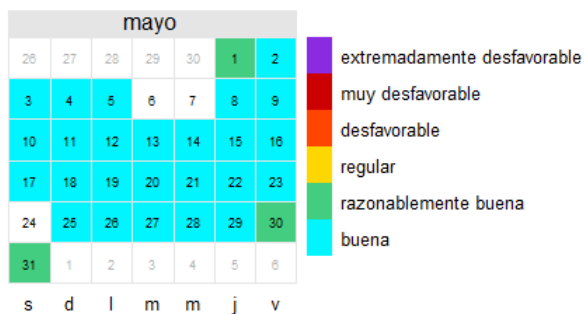 mayo
26 27 28 29 30 1 2
3 4 5 6 7 8 9
10 11 12 13 14 15 16
17 18 19 20 21 22 23
24 25 26 27 28 29 30
31 1 2 3 4 5 6
s d l m m j v
extremadamente desfavorable
muy desfavorable
desfavorable
regular
razonablemente buena
buena